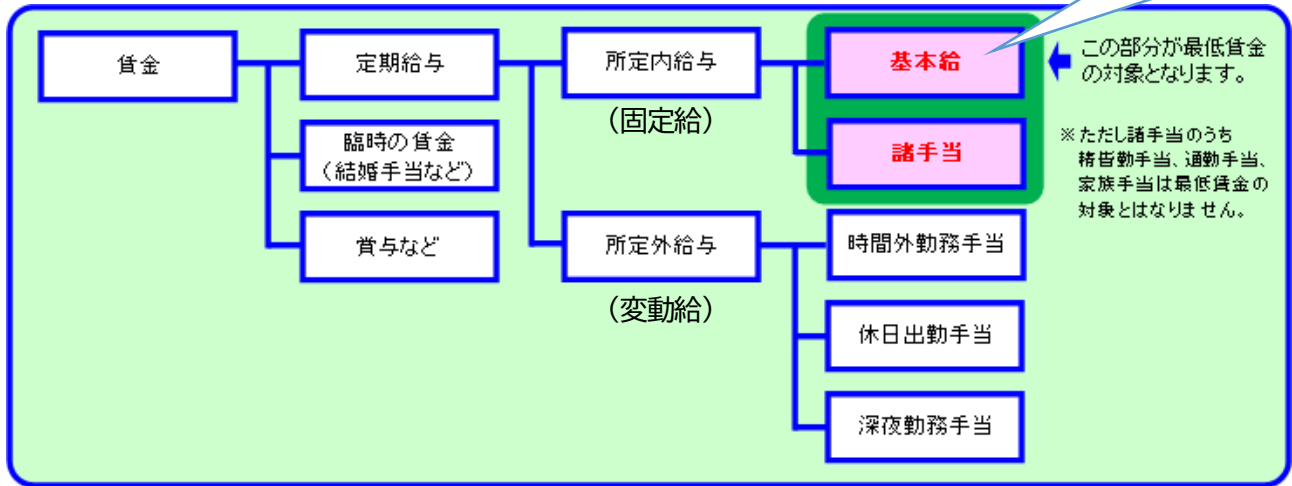 賃金
定期給与
所定内給与
(固定給)
基本給
この部分が最低賃金
の対象となります。
臨時の賃金
(結婚手当など)
諸手当
※ただし諸手当のうち
精皆勤手当、通勤手当、
家族手当は最低賃金の
対象とはなりません。
賞与など
所定外給与
(変動給)
時間外勤務手当
休日出勤手当
深夜勤務手当